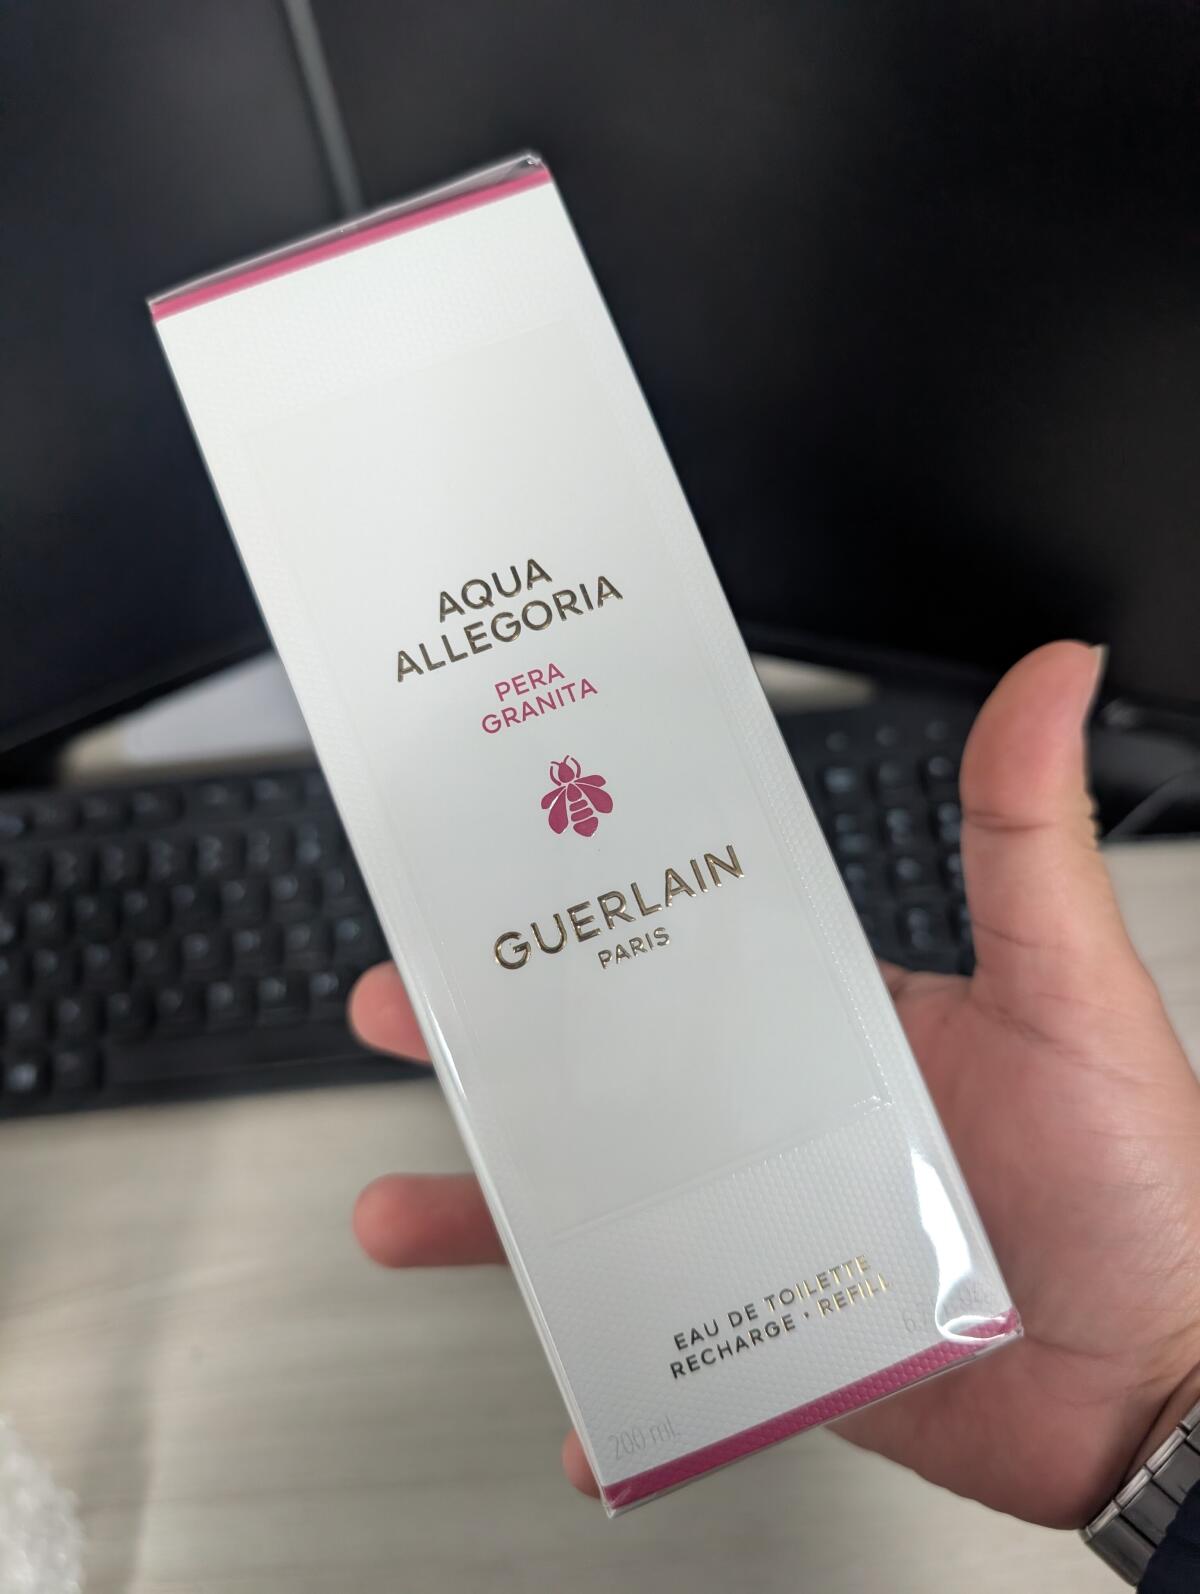 AQUA
ALLEGORIA
PERA
GRANITA
GUERLAIN
PARIS
EAU DE TOILETTE
RECHARGE · REFILL
200 mL